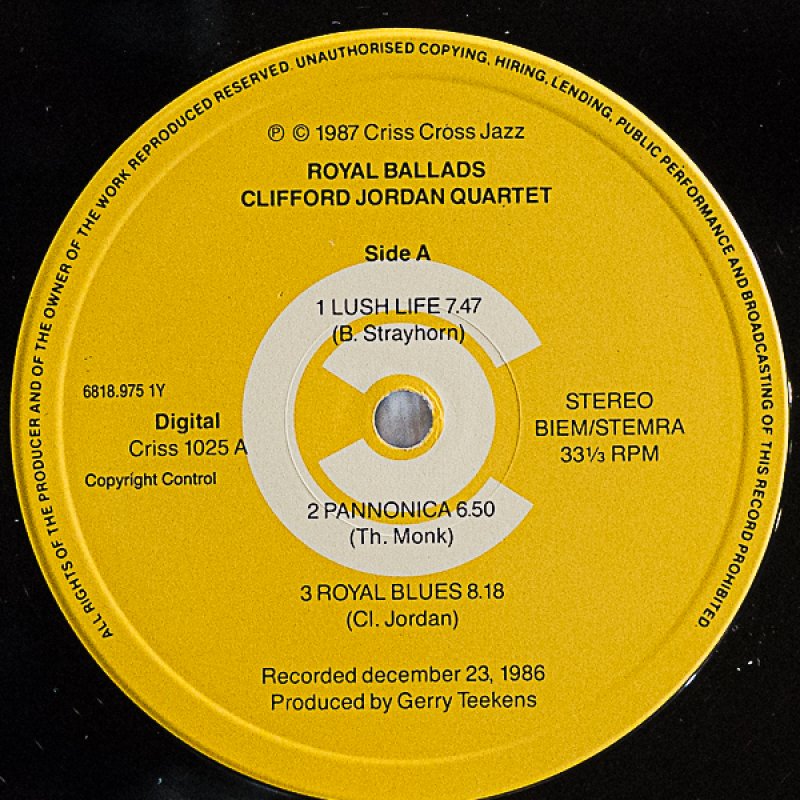 ALL RIGHTS OF THE PRODUCER AND OF THE OWNER OF THE WORK REPRODUCED RESERVED. UNAUTHORISED COPYING, HIRING, LENDING, PUBLIC PERFORMANCE AND BROADCASTING OF THIS RECORD PROHIBITED
℗ © 1987 Criss Cross Jazz
ROYAL BALLADS
CLIFFORD JORDAN QUARTET
Side A
1 LUSH LIFE 7.47
(B. Strayhorn)
6818.975 1Y
Digital
Criss 1025 A
Copyright Control
STEREO
BIEM/STEMRA
33⅓ RPM
2 PANNONICA 6.50
(Th. Monk)
3 ROYAL BLUES 8.18
(Cl. Jordan)
Recorded december 23, 1986
Produced by Gerry Teekens